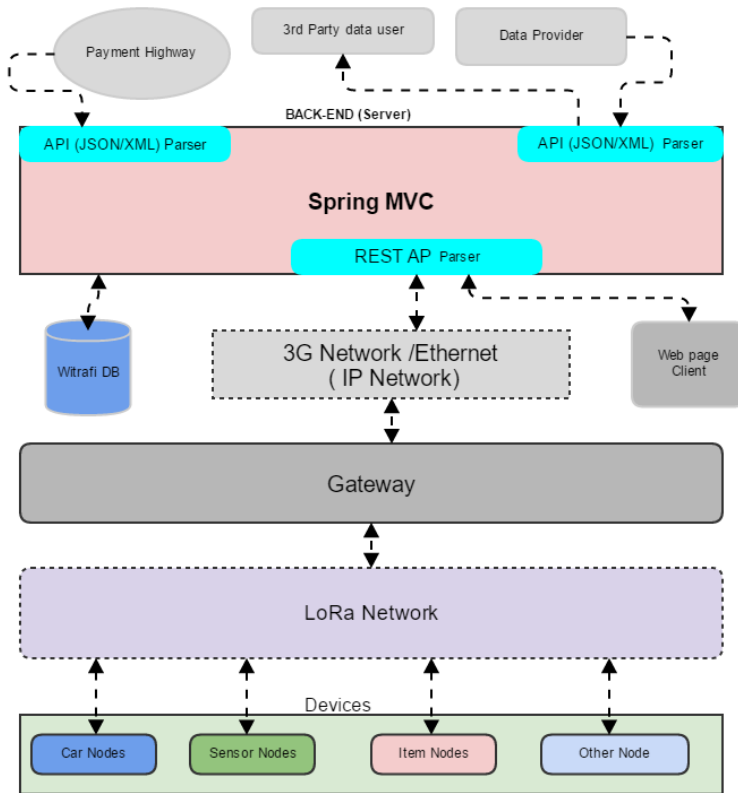 Payment Highway
3rd Party data user
Data Provider
BACK-END (Server)
API (JSON/XML) Parser
API (JSON/XML) Parser
Spring MVC
REST AP Parser
Witrafi DB
3G Network /Ethernet
( IP Network)
Web page
Client
Gateway
LoRa Network
Devices
Car Nodes
Sensor Nodes
Item Nodes
Other Node